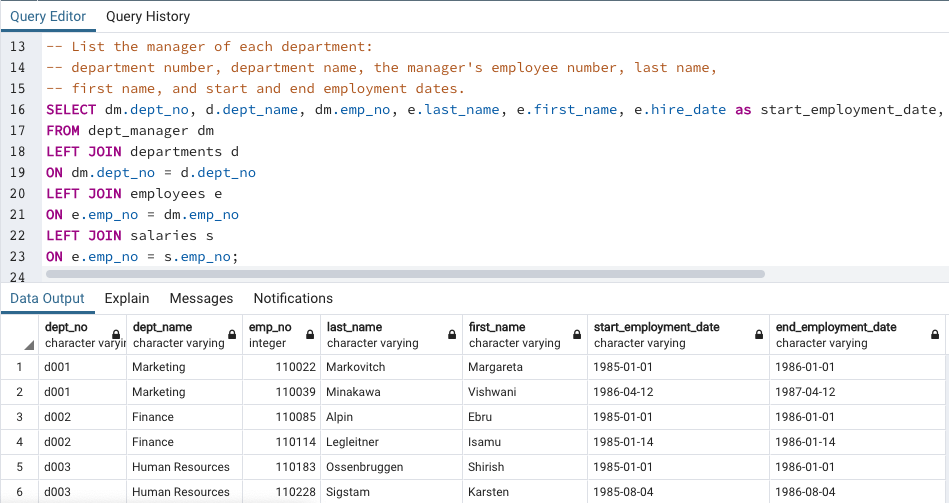 Query Editor Query History
13 -- List the manager of each department:
14 -- department number, department name, the manager's employee number, last name,
15 -- first name, and start and end employment dates.
16 SELECT dm.dept_no, d.dept_name, dm.emp_no, e.last_name, e.first_name, e.hire_date as start_employment_date,
17 FROM dept_manager dm
18 LEFT JOIN departments d
19 ON dm.dept_no = d.dept_no
20 LEFT JOIN employees e
21 ON e.emp_no = dm.emp_no
22 LEFT JOIN salaries s
23 ON e.emp_no = s.emp_no;
24
Data Output Explain Messages Notifications
dept_no dept_name emp_no last_name first_name start_employment_date end_employment_date
character varyin character varying integer character varying character varying character varying character varying
1 d001 Marketing 110022 Markovitch Margareta 1985-01-01 1986-01-01
2 d001 Marketing 110039 Minakawa Vishwani 1986-04-12 1987-04-12
3 d002 Finance 110085 Alpin Ebru 1985-01-01 1986-01-01
4 d002 Finance 110114 Legleitner Isamu 1985-01-14 1986-01-14
5 d003 Human Resources 110183 Ossenbruggen Shirish 1985-01-01 1986-01-01
6 d003 Human Resources 110228 Sigstam Karsten 1985-08-04 1986-08-04